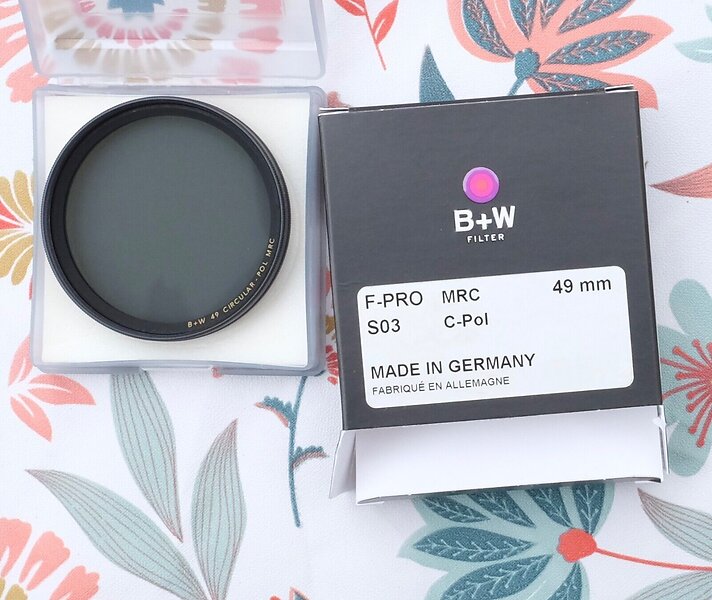 B+W 49 CIRCULAR - POL MRC
B+W
FILTER
F-PRO MRC 49 mm
S03 C-Pol
MADE IN GERMANY
FABRIQUÉ EN ALLEMAGNE